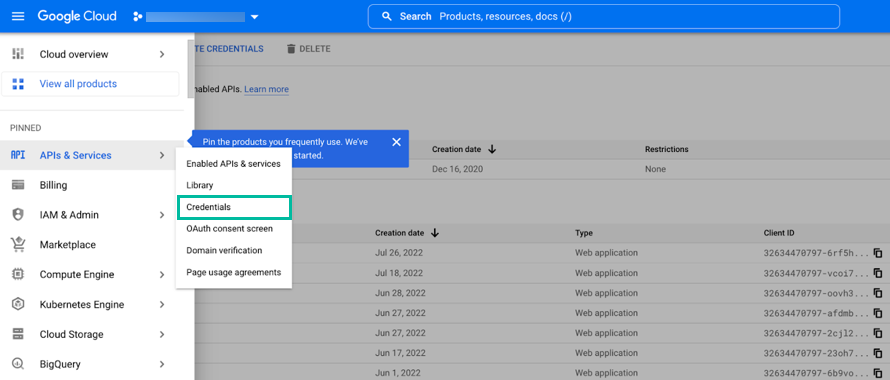 Google Cloud
Search Products, resources, docs (/)
Cloud overview
View all products
PINNED
APIs & Services
Billing
IAM & Admin
Marketplace
Compute Engine
Kubernetes Engine
Cloud Storage
BigQuery
Enabled APIs & services
Library
Credentials
OAuth consent screen
Domain verification
Page usage agreements
Pin the products you frequently use. We've
started.
TE CREDENTIALS
DELETE
nabled APIs. Learn more
Creation date Restrictions
Dec 16, 2020 None
Creation date Type Client ID
Jul 26, 2022 Web application 32634470797-6rf5h...
Jul 18, 2022 Web application 32634470797-vcoi7...
Jun 28, 2022 Web application 32634470797-oovh3...
Jun 27, 2022 Web application 32634470797-afdmb...
Jun 27, 2022 Web application 32634470797-2cjl2...
Jun 17, 2022 Web application 32634470797-23oh7...
Jun 1, 2022 Web application 32634470797-6b9vo...